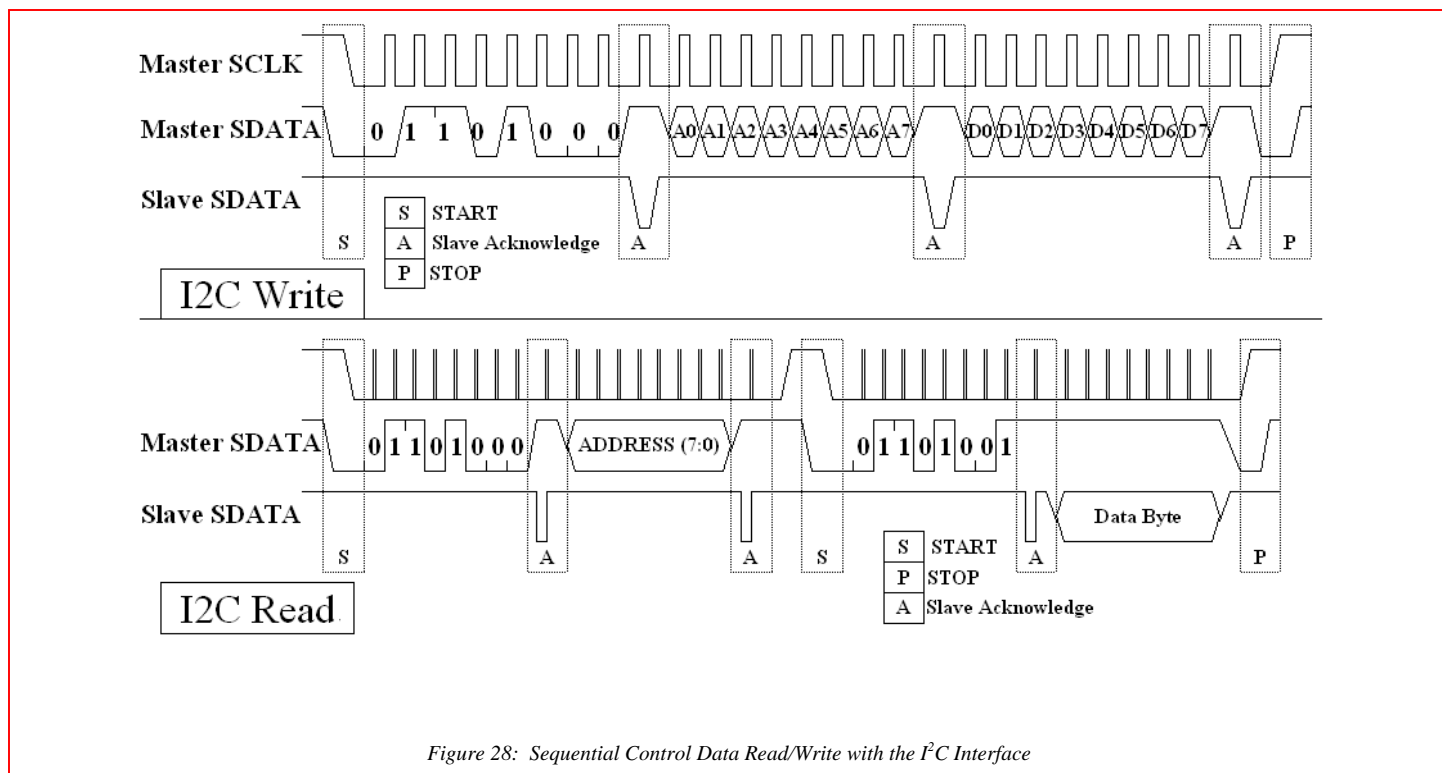 Master SCLK
Master SDATA 0 1 1 0 1 0 0 0 A0 A1 A2 A3 A4 A5 A6 A7 D0 D1 D2 D3 D4 D5 D6 D7
Slave SDATA
S START
A Slave Acknowledge
P STOP
S A A A P
I2C Write
Master SDATA 0 1 1 0 1 0 0 0 ADDRESS (7:0) 0 1 1 0 1 0 0 1
Slave SDATA Data Byte
S START
P STOP
A Slave Acknowledge
S A A S A P
I2C Read
Figure 28: Sequential Control Data Read/Write with the I²C Interface